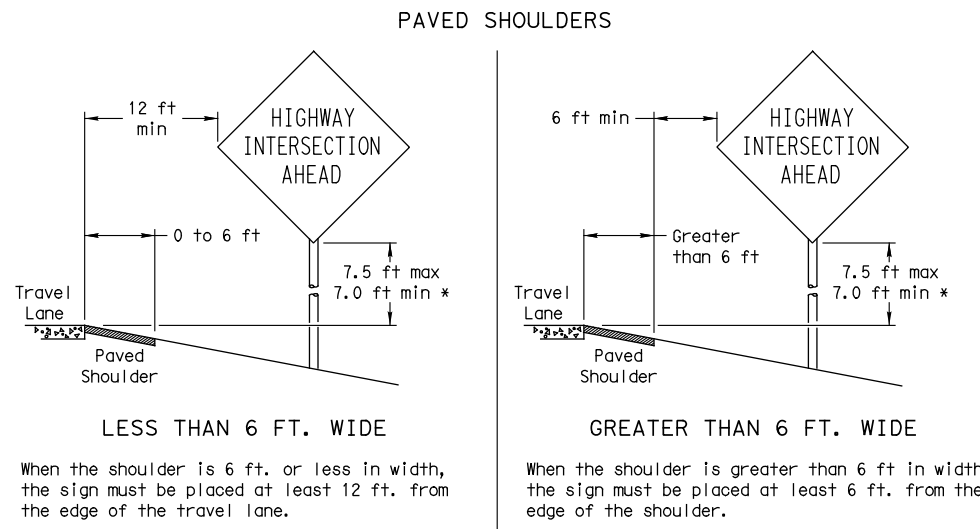 PAVED SHOULDERS
12 ft
min
HIGHWAY
INTERSECTION
AHEAD
0 to 6 ft
7.5 ft max
7.0 ft min *
Travel
Lane
Paved
Shoulder
LESS THAN 6 FT. WIDE
When the shoulder is 6 ft. or less in width,
the sign must be placed at least 12 ft. from
the edge of the travel lane.
6 ft min
HIGHWAY
INTERSECTION
AHEAD
Greater
than 6 ft
7.5 ft max
7.0 ft min *
Travel
Lane
Paved
Shoulder
GREATER THAN 6 FT. WIDE
When the shoulder is greater than 6 ft in width
the sign must be placed at least 6 ft. from the
edge of the shoulder.